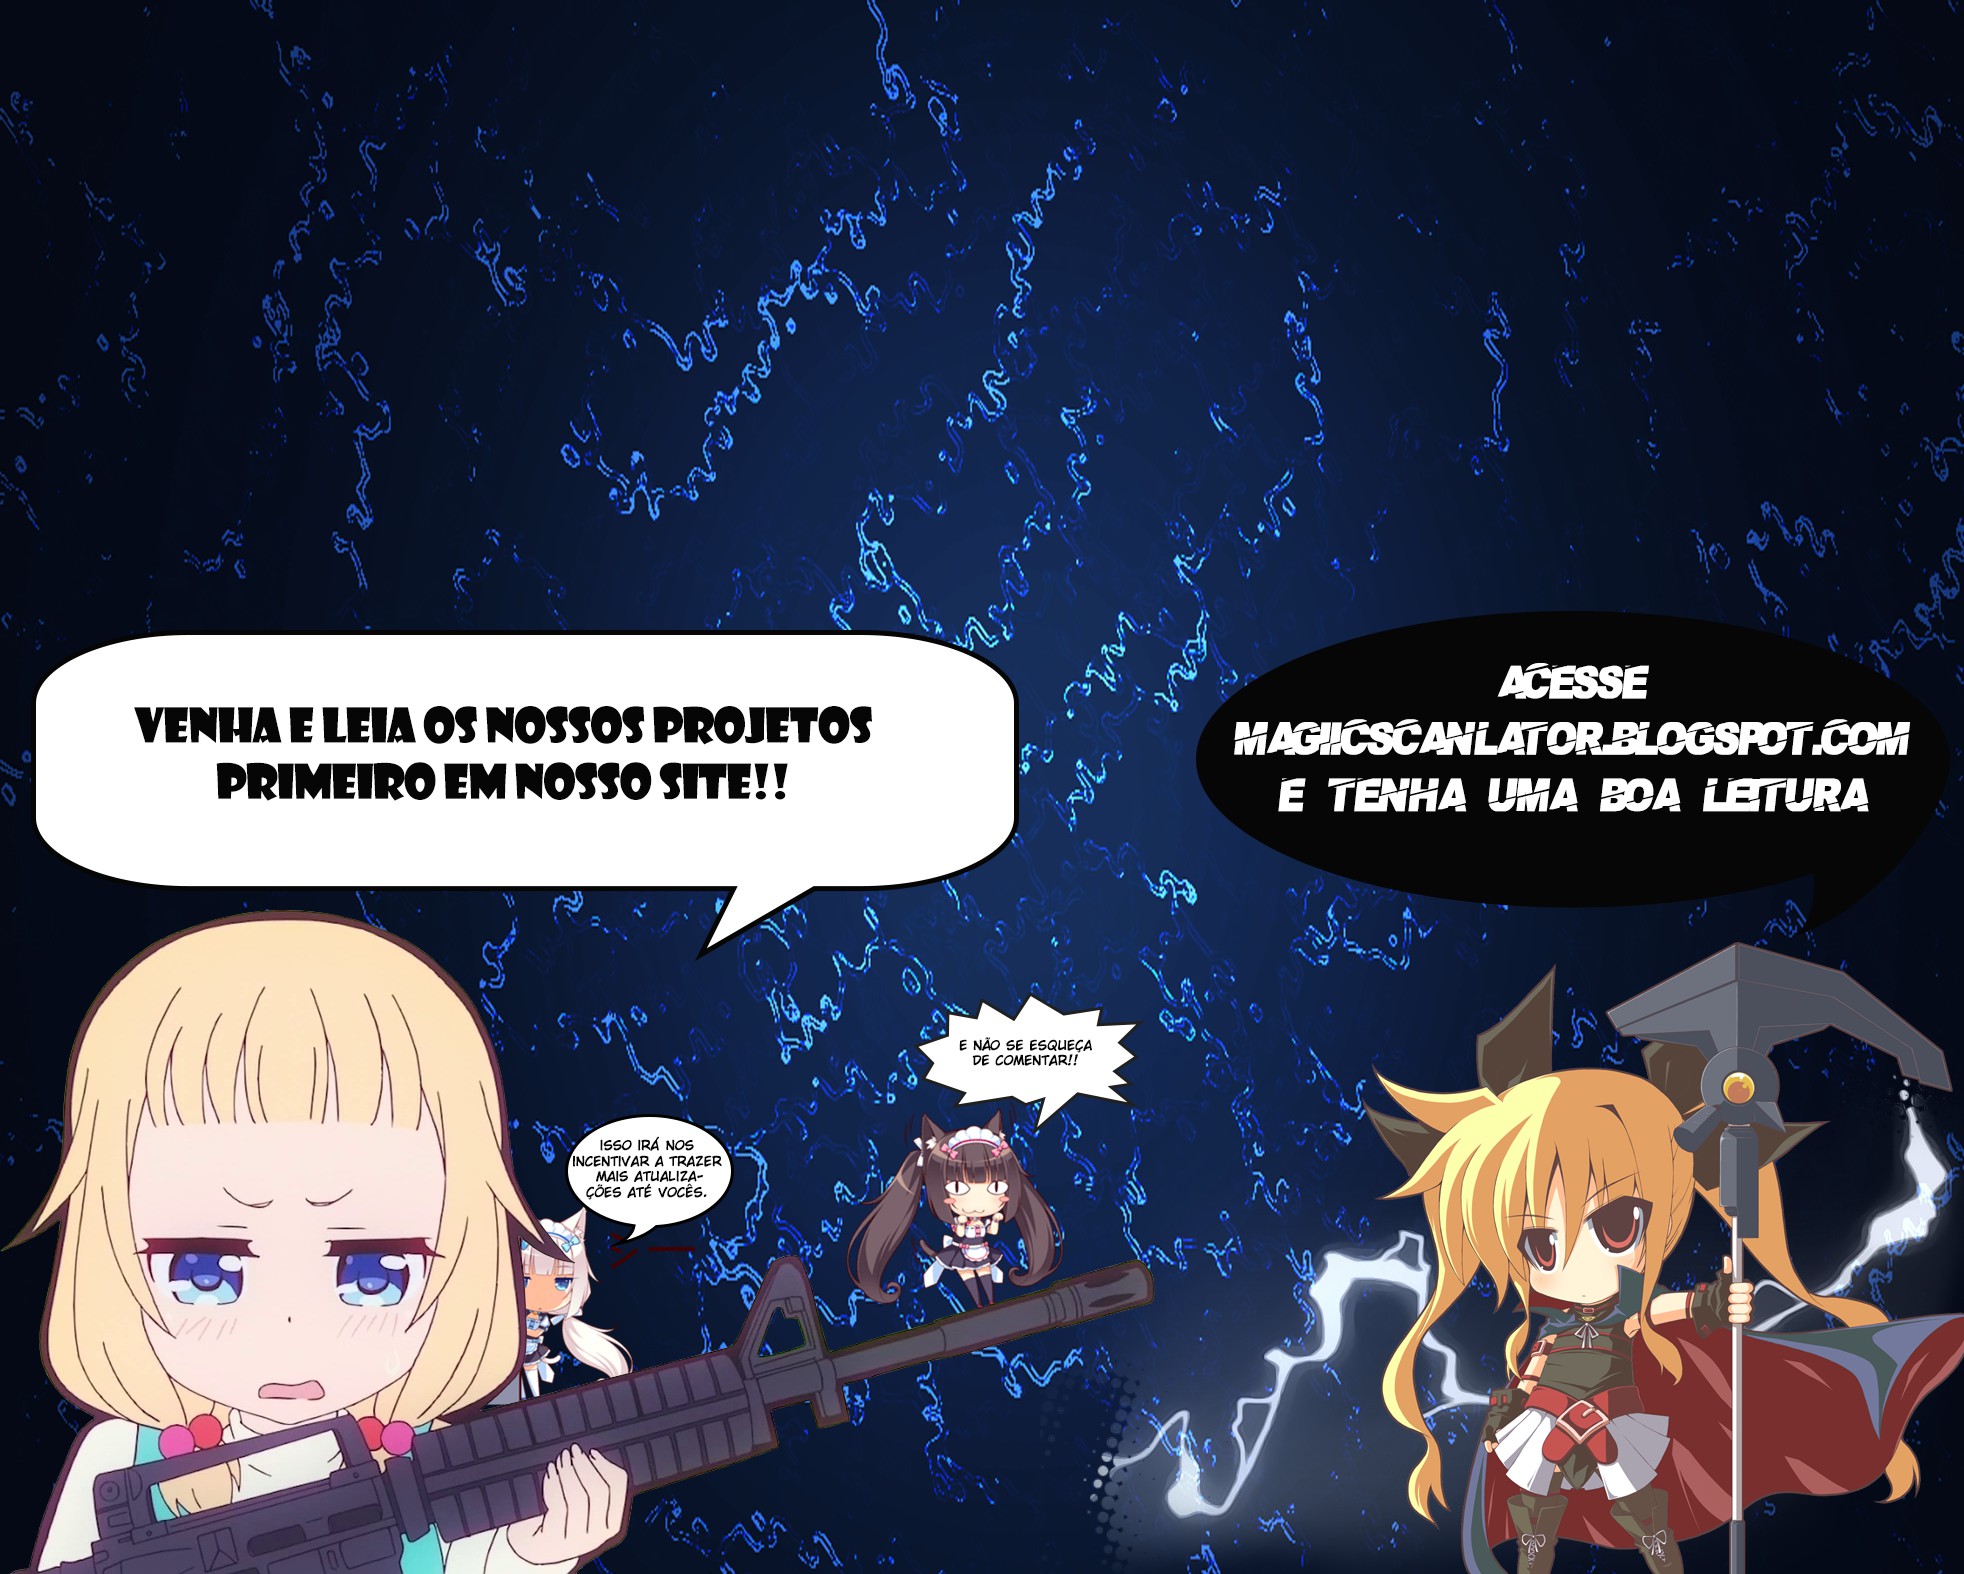 VENHA E LEIA OS NOSSOS PROJETOS
PRIMEIRO EM NOSSO SITE!!
ACESSE
MAGIICSCANLATOR.BLOGSPOT.COM
E TENHA UMA BOA LEITURA
E NÃO SE ESQUEÇA
DE COMENTAR!!
ISSO IRÁ NOS
INCENTIVAR A TRAZER
MAIS ATUALIZA-
ÇÕES ATÉ VOCÊS.